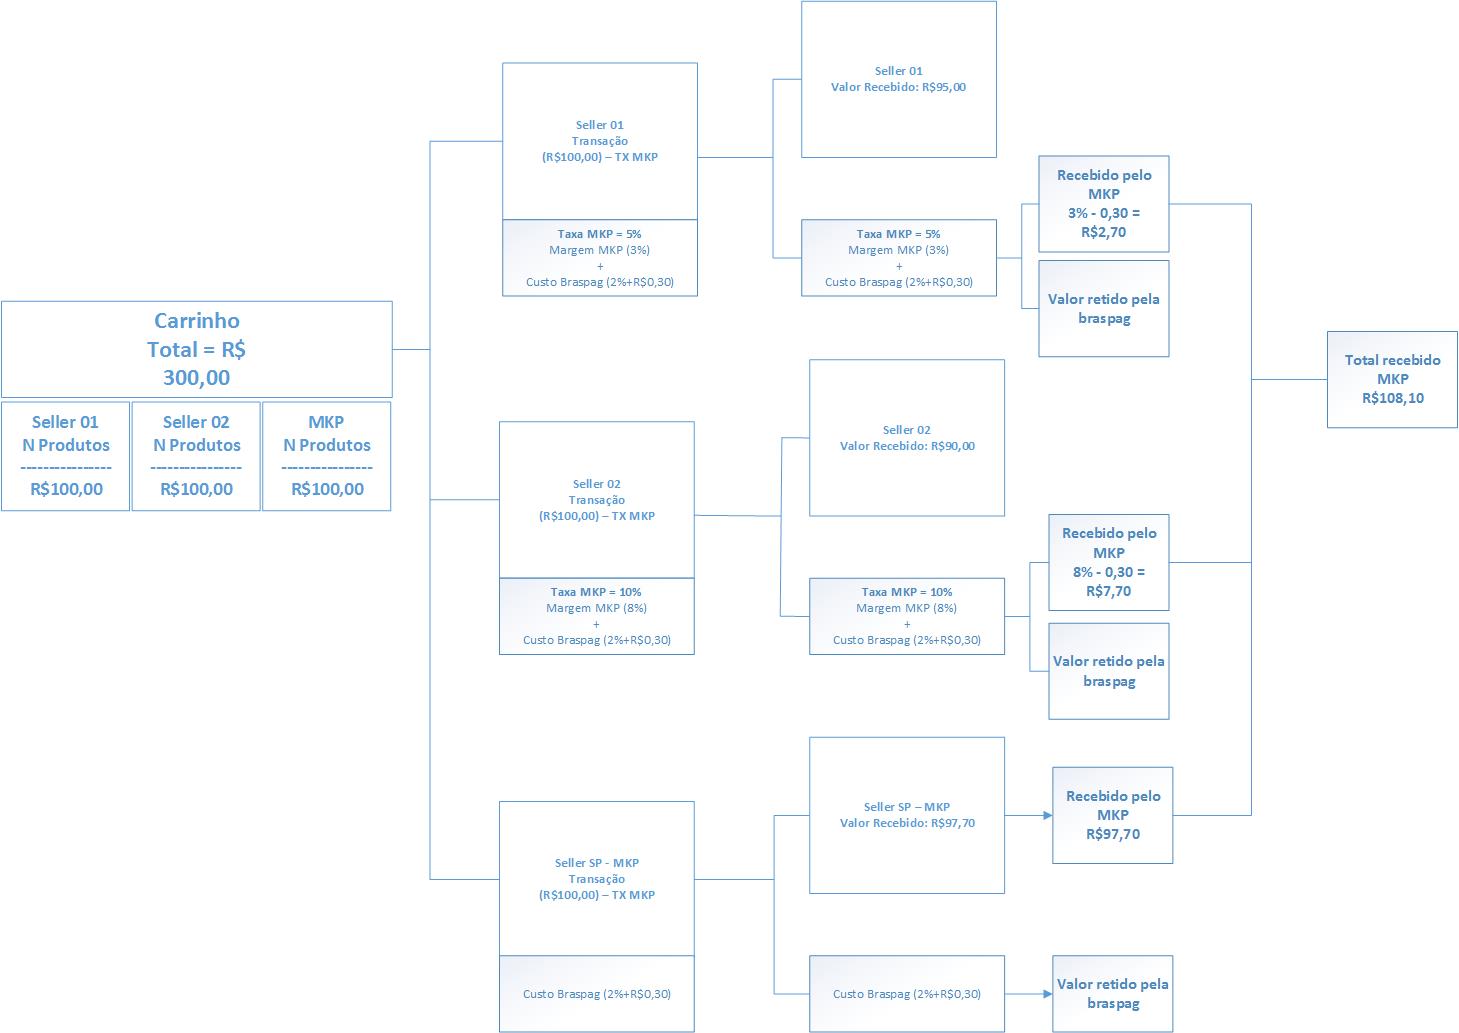 Carrinho
Total = R$
300,00
Seller 01
N Produtos
----------------
R$100,00
Seller 02
N Produtos
----------------
R$100,00
MKP
N Produtos
----------------
R$100,00
Seller 01
Transação
(R$100,00) – TX MKP
Taxa MKP = 5%
Margem MKP (3%)
+
Custo Braspag (2%+R$0,30)
Seller 01
Valor Recebido: R$95,00
Taxa MKP = 5%
Margem MKP (3%)
+
Custo Braspag (2%+R$0,30)
Recebido pelo
MKP
3% - 0,30 =
R$2,70
Valor retido pela
braspag
Seller 02
Transação
(R$100,00) – TX MKP
Taxa MKP = 10%
Margem MKP (8%)
+
Custo Braspag (2%+R$0,30)
Seller 02
Valor Recebido: R$90,00
Taxa MKP = 10%
Margem MKP (8%)
+
Custo Braspag (2%+R$0,30)
Recebido pelo
MKP
8% - 0,30 =
R$7,70
Valor retido pela
braspag
Seller SP - MKP
Transação
(R$100,00) – TX MKP
Custo Braspag (2%+R$0,30)
Seller SP – MKP
Valor Recebido: R$97,70
Custo Braspag (2%+R$0,30)
Recebido pelo
MKP
R$97,70
Valor retido pela
braspag
Total recebido
MKP
R$108,10